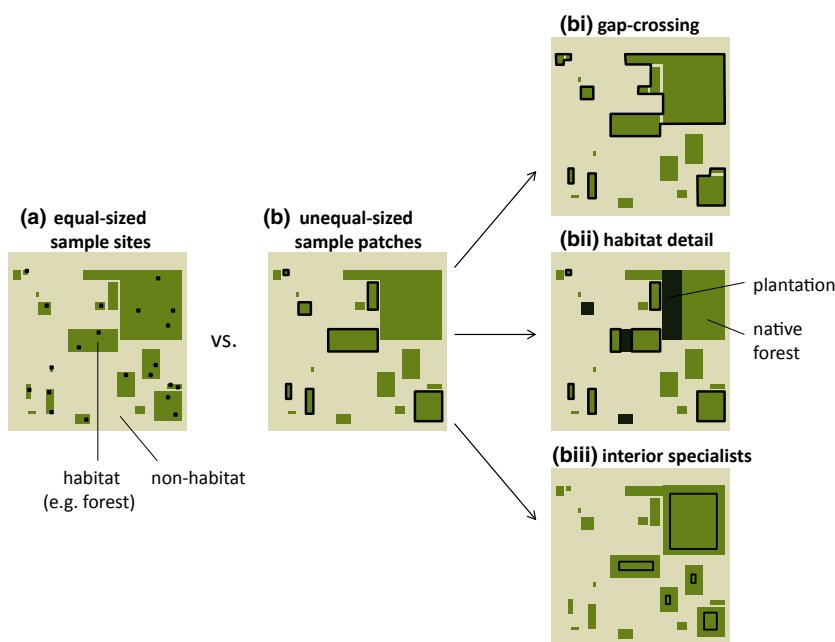 (bi) gap-crossing
(a) equal-sized
sample sites
(b) unequal-sized
sample patches
(bii) habitat detail
plantation
vs.
native
forest
habitat
(e.g. forest)
non-habitat
(biii) interior specialists